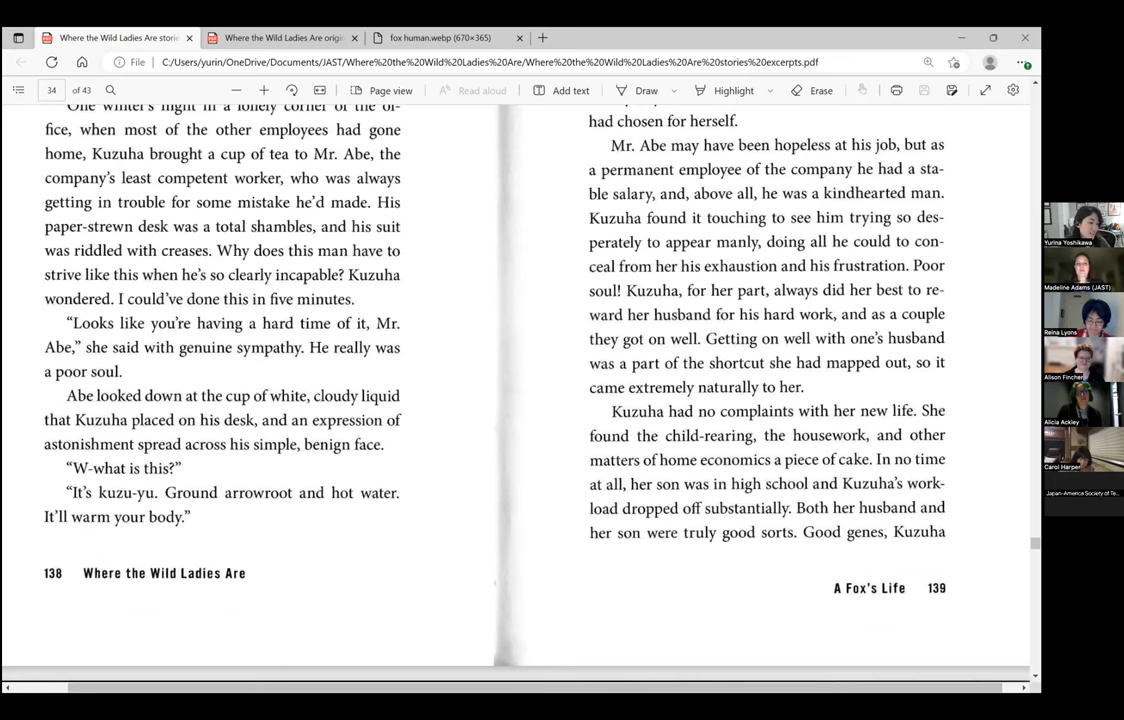 Where the Wild Ladies Are storie
Where the Wild Ladies Are origin
fox human.webp (670×365)
File
C:/Users/yurin/OneDrive/Documents/JAST/Where%20the%20Wild%20Ladies%20Are/Where%20the%20Wild%20Ladies%20Are%20stories%20excerpts.pdf
34 of 43
Page view
Read aloud
Add text
Draw
Highlight
Erase
One winter's night in a lonely corner of the of-
fice, when most of the other employees had gone
home, Kuzuha brought a cup of tea to Mr. Abe, the
company's least competent worker, who was always
getting in trouble for some mistake he'd made. His
paper-strewn desk was a total shambles, and his suit
was riddled with creases. Why does this man have to
strive like this when he's so clearly incapable? Kuzuha
wondered. I could've done this in five minutes.
"Looks like you're having a hard time of it, Mr.
Abe," she said with genuine sympathy. He really was
a poor soul.
Abe looked down at the cup of white, cloudy liquid
that Kuzuha placed on his desk, and an expression of
astonishment spread across his simple, benign face.
"W-what is this?"
"It's kuzu-yu. Ground arrowroot and hot water.
It'll warm your body."
138 Where the Wild Ladies Are
had chosen for herself.
Mr. Abe may have been hopeless at his job, but as
a permanent employee of the company he had a sta-
ble salary, and, above all, he was a kindhearted man.
Kuzuha found it touching to see him trying so des-
perately to appear manly, doing all he could to con-
ceal from her his exhaustion and his frustration. Poor
soul! Kuzuha, for her part, always did her best to re-
ward her husband for his hard work, and as a couple
they got on well. Getting on well with one's husband
was a part of the shortcut she had mapped out, so it
came extremely naturally to her.
Kuzuha had no complaints with her new life. She
found the child-rearing, the housework, and other
matters of home economics a piece of cake. In no time
at all, her son was in high school and Kuzuha's work-
load dropped off substantially. Both her husband and
her son were truly good sorts. Good genes, Kuzuha
A Fox's Life 139
Yurina Yoshikawa
Madeline Adams (JAST)
Reina Lyons
Alison Fincher
Alicia Ackley
Carol Harper
Japan-America Society of Te...